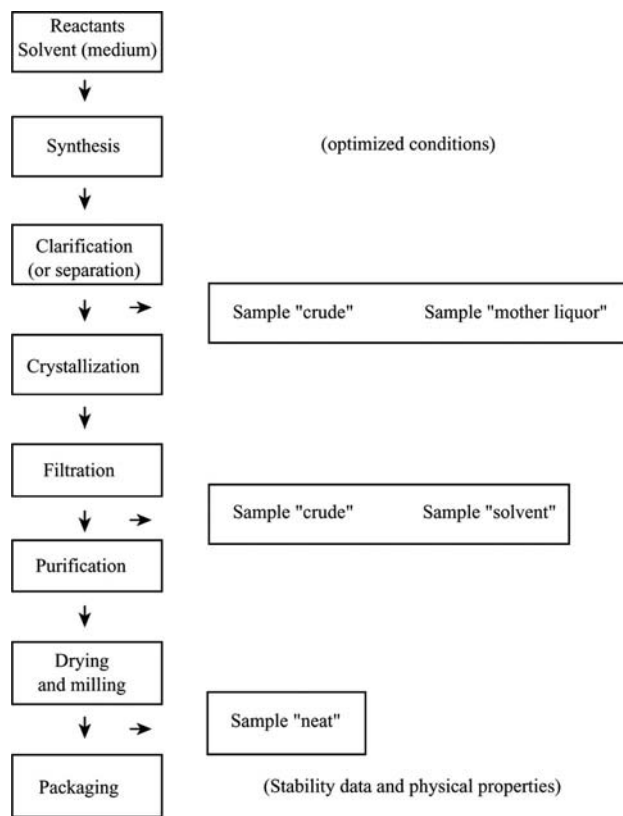 Reactants
Solvent (medium)
Synthesis
(optimized conditions)
Clarification
(or separation)
Sample "crude"
Sample "mother liquor"
Crystallization
Filtration
Sample "crude"
Sample "solvent"
Purification
Drying
and milling
Sample "neat"
Packaging
(Stability data and physical properties)